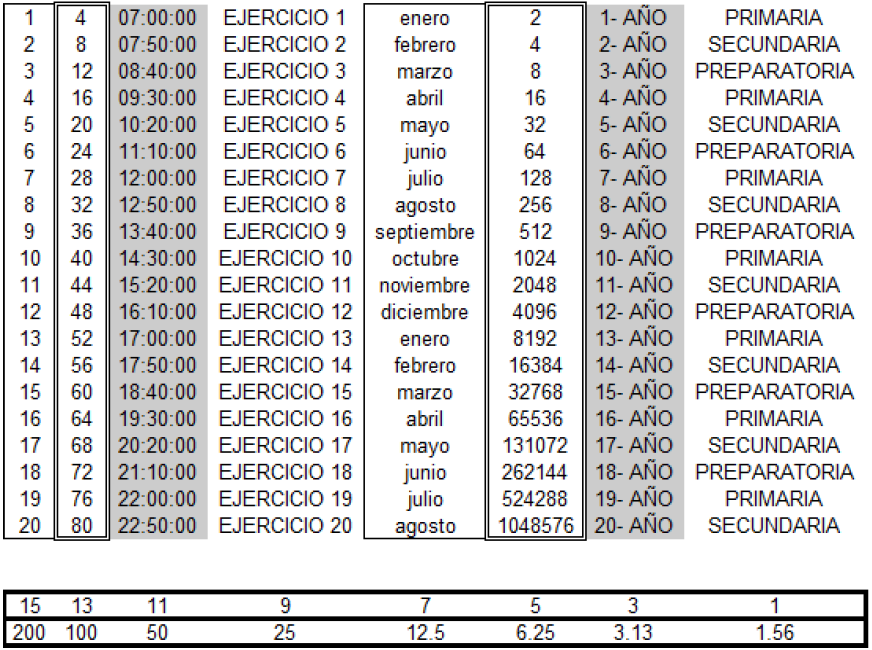 1 4 07:00:00 EJERCICIO 1 enero 2 1- AÑO PRIMARIA
2 8 07:50:00 EJERCICIO 2 febrero 4 2- AÑO SECUNDARIA
3 12 08:40:00 EJERCICIO 3 marzo 8 3- AÑO PREPARATORIA
4 16 09:30:00 EJERCICIO 4 abril 16 4- AÑO PRIMARIA
5 20 10:20:00 EJERCICIO 5 mayo 32 5- AÑO SECUNDARIA
6 24 11:10:00 EJERCICIO 6 junio 64 6- AÑO PREPARATORIA
7 28 12:00:00 EJERCICIO 7 julio 128 7- AÑO PRIMARIA
8 32 12:50:00 EJERCICIO 8 agosto 256 8- AÑO SECUNDARIA
9 36 13:40:00 EJERCICIO 9 septiembre 512 9- AÑO PREPARATORIA
10 40 14:30:00 EJERCICIO 10 octubre 1024 10- AÑO PRIMARIA
11 44 15:20:00 EJERCICIO 11 noviembre 2048 11- AÑO SECUNDARIA
12 48 16:10:00 EJERCICIO 12 diciembre 4096 12- AÑO PREPARATORIA
13 52 17:00:00 EJERCICIO 13 enero 8192 13- AÑO PRIMARIA
14 56 17:50:00 EJERCICIO 14 febrero 16384 14- AÑO SECUNDARIA
15 60 18:40:00 EJERCICIO 15 marzo 32768 15- AÑO PREPARATORIA
16 64 19:30:00 EJERCICIO 16 abril 65536 16- AÑO PRIMARIA
17 68 20:20:00 EJERCICIO 17 mayo 131072 17- AÑO SECUNDARIA
18 72 21:10:00 EJERCICIO 18 junio 262144 18- AÑO PREPARATORIA
19 76 22:00:00 EJERCICIO 19 julio 524288 19- AÑO PRIMARIA
20 80 22:50:00 EJERCICIO 20 agosto 1048576 20- AÑO SECUNDARIA
15 13 11 9 7 5 3 1
200 100 50 25 12.5 6.25 3.13 1.56